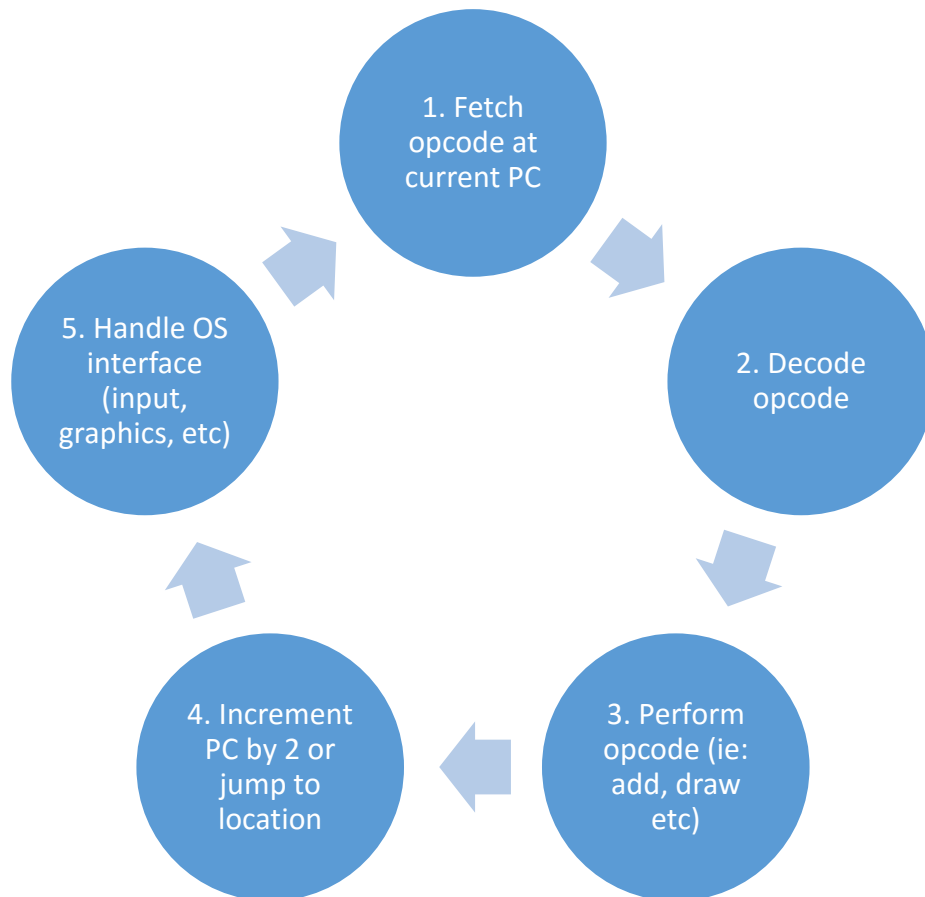 1. Fetch
opcode at
current PC
2. Decode
opcode
3. Perform
opcode (ie:
add, draw
etc)
4. Increment
PC by 2 or
jump to
location
5. Handle OS
interface
(input,
graphics, etc)